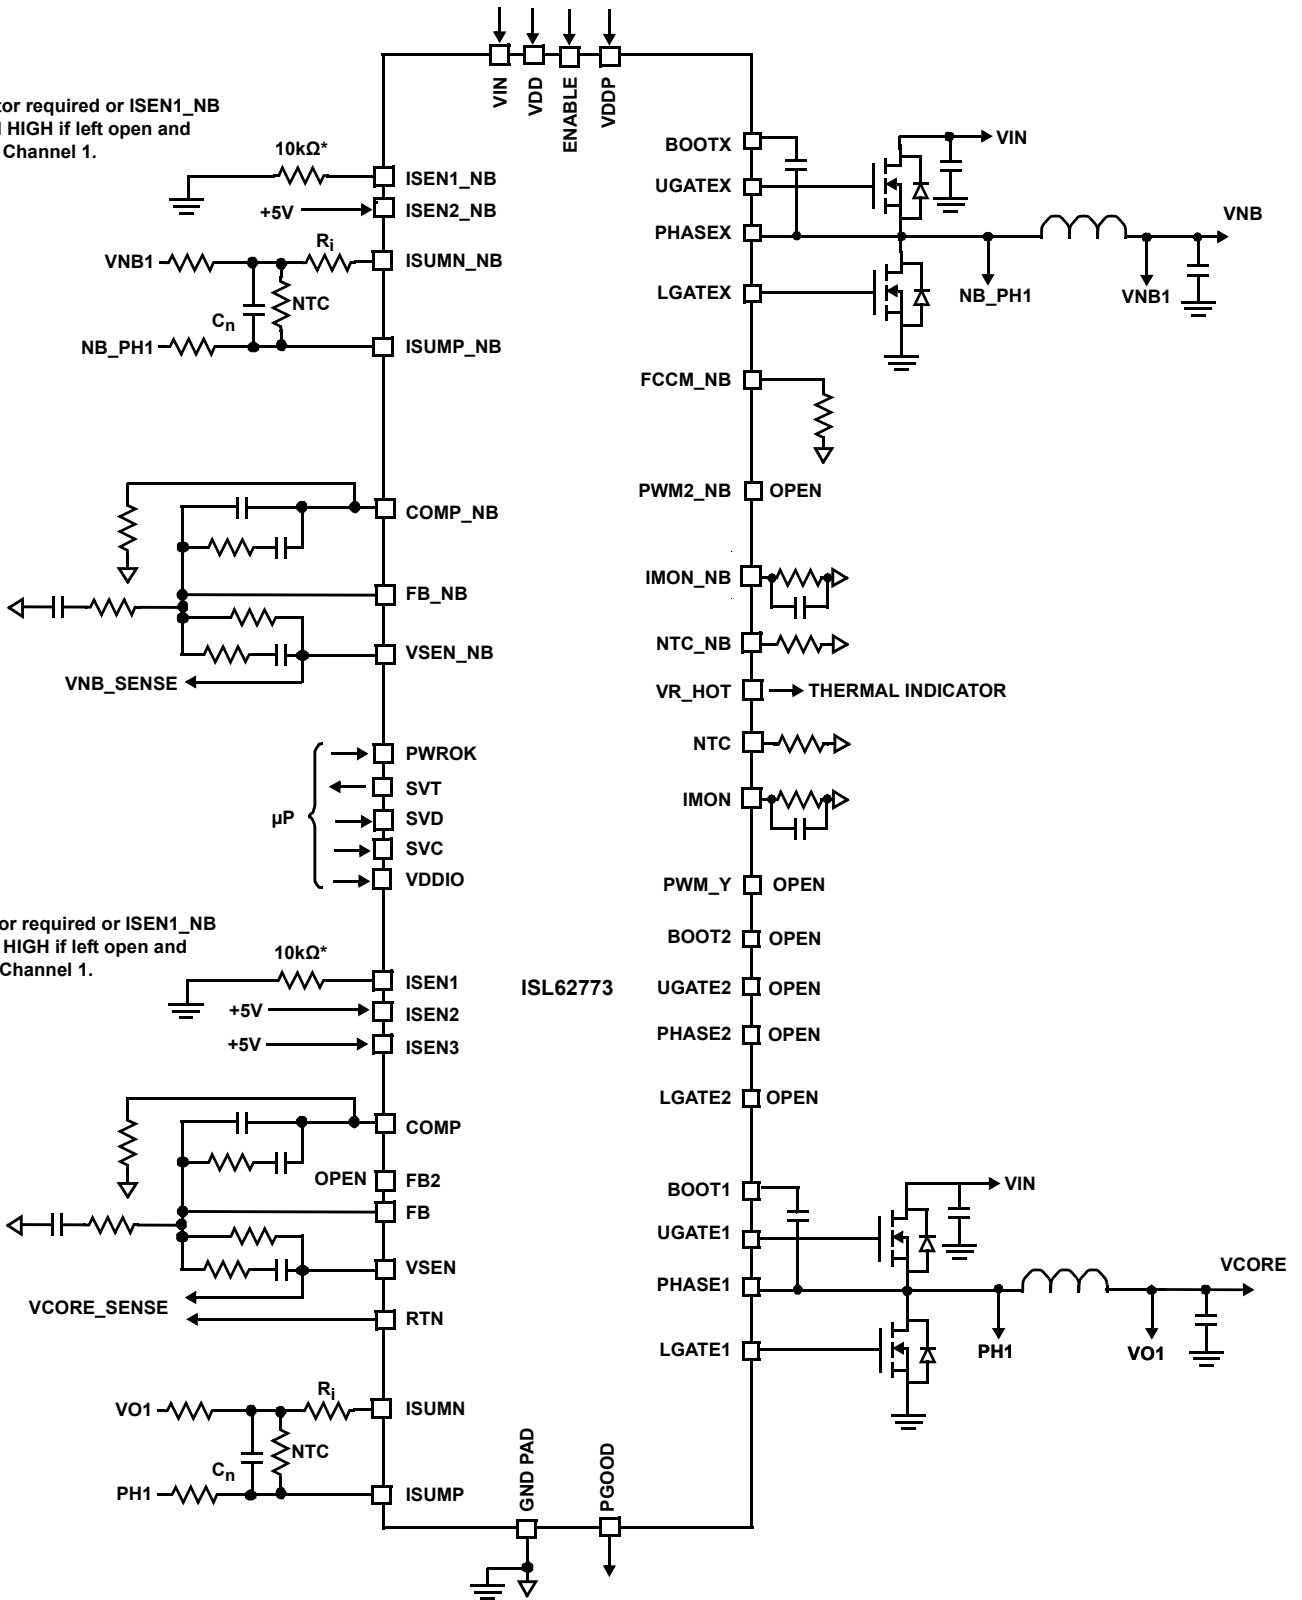 VIN
VDD
ENABLE
VDDP
tor required or ISEN1_NB
HIGH if left open and
Channel 1.
10kΩ*
ISEN1_NB
+5V
ISEN2_NB
VNB1
Ri
ISUMN_NB
NTC
Cn
NB_PH1
ISUMP_NB
BOOTX
VIN
UGATEX
PHASEX
VNB
LGATEX
NB_PH1
VNB1
FCCM_NB
PWM2_NB
OPEN
COMP_NB
FB_NB
VSEN_NB
VNB_SENSE
IMON_NB
NTC_NB
VR_HOT
THERMAL INDICATOR
NTC
IMON
µP
PWROK
SVT
SVD
SVC
VDDIO
PWM_Y
OPEN
BOOT2
OPEN
UGATE2
OPEN
PHASE2
OPEN
LGATE2
OPEN
or required or ISEN1_NB
HIGH if left open and
Channel 1.
10kΩ*
ISEN1
+5V
ISEN2
+5V
ISEN3
ISL62773
COMP
OPEN
FB2
FB
VSEN
VCORE_SENSE
RTN
BOOT1
VIN
UGATE1
PHASE1
VCORE
LGATE1
PH1
VO1
VO1
Ri
ISUMN
NTC
Cn
PH1
ISUMP
GND PAD
PGOOD